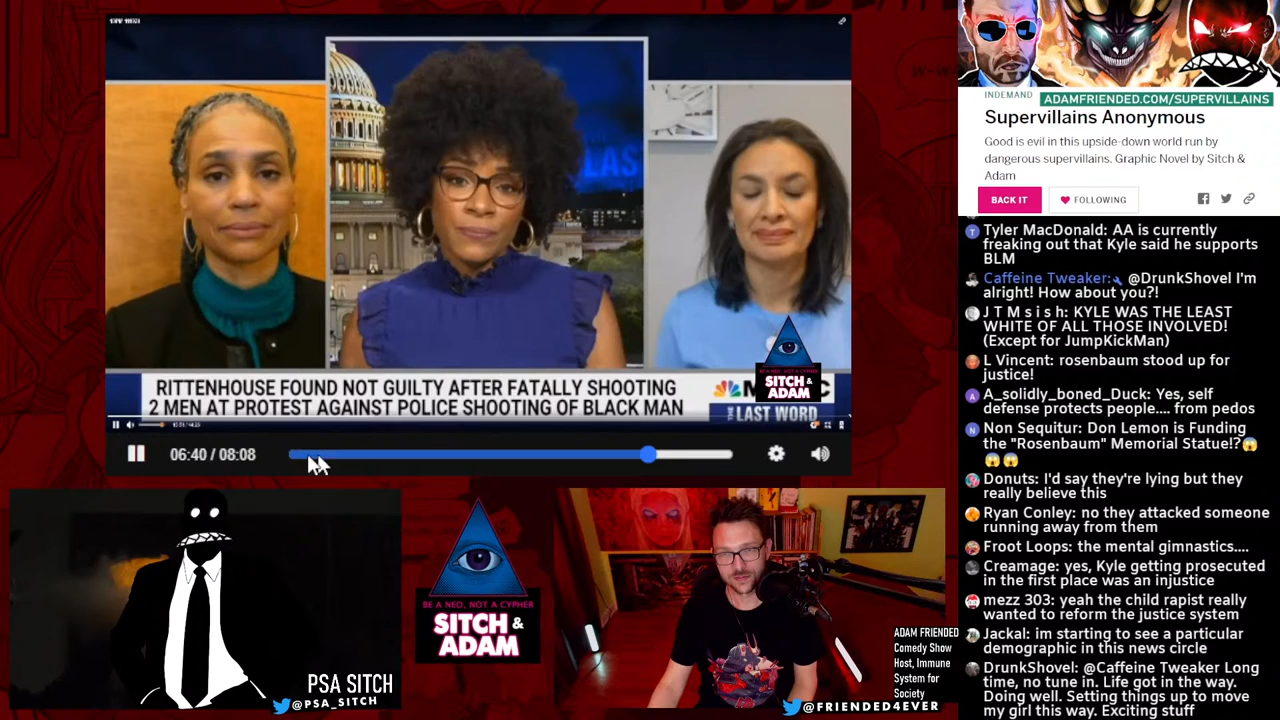 RITTENHOUSE FOUND NOT GUILTY AFTER FATALLY SHOOTING
2 MEN AT PROTEST AGAINST POLICE SHOOTING OF BLACK MAN
THE LAST WORD
BE A NEO, NOT A CYPHER
SITCH &
ADAM
06:40 / 08:08
PSA SITCH
@PSA_SITCH
BE A NEO, NOT A CYPHER
SITCH &
ADAM
ADAM FRIENDED
Comedy Show
Host, Immune
System for
Society
@FRIENDED4EVER
INDEMAND
ADAMFRIENDED.COM/SUPERVILLAINS
Supervillains Anonymous
Good is evil in this upside-down world run by
dangerous supervillains. Graphic Novel by Sitch &
Adam
BACK IT
FOLLOWING
Tyler MacDonald: AA is currently
freaking out that Kyle said he supports
BLM
Caffeine Tweaker: @DrunkShovel I'm
alright! How about you?!
J T M s i s h: KYLE WAS THE LEAST
WHITE OF ALL THOSE INVOLVED!
(Except for JumpKickMan)
L Vincent: rosenbaum stood up for
justice!
A_solidly_boned_Duck: Yes, self
defense protects people.... from pedos
Non Sequitur: Don Lemon is Funding
the "Rosenbaum" Memorial Statue!?😱
😱😱
Donuts: I'd say they're lying but they
really believe this
Ryan Conley: no they attacked someone
running away from them
Froot Loops: the mental gimnastics....
Creamage: yes, Kyle getting prosecuted
in the first place was an injustice
mezz 303: yeah the child rapist really
wanted to reform the justice system
Jackal: im starting to see a particular
demographic in this news circle
DrunkShovel: @Caffeine Tweaker Long
time, no tune in. Life got in the way.
Doing well. Setting things up to move
my girl this way. Exciting stuff